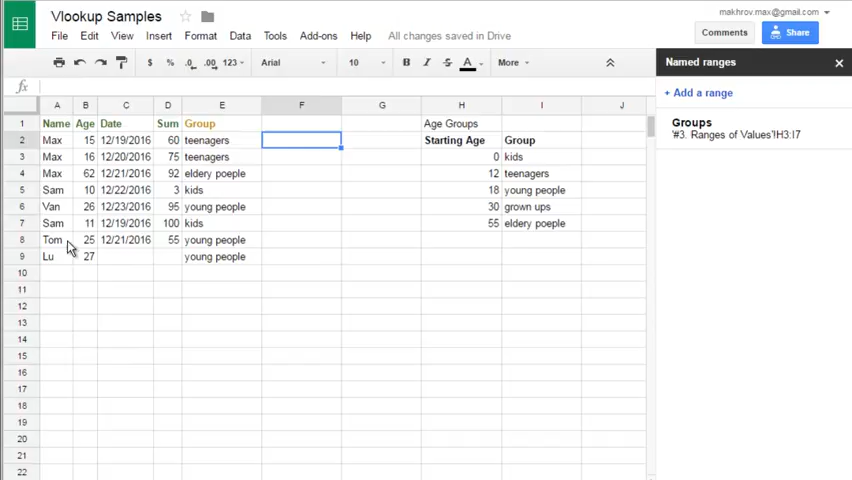 Vlookup Samples
makhrov.max@gmail.com
File Edit View Insert Format Data Tools Add-ons Help All changes saved in Drive
Comments Share
$ % .0 .00 123 Arial 10 B I S A More
Named ranges
fx
+ Add a range
Groups
'#3. Ranges of Values'!H3:I7
A B C D E F G H I J
1 Name Age Date Sum Group Age Groups
2 Max 15 12/19/2016 60 teenagers Starting Age Group
3 Max 16 12/20/2016 75 teenagers 0 kids
4 Max 62 12/21/2016 92 eldery poeple 12 teenagers
5 Sam 10 12/22/2016 3 kids 18 young people
6 Van 26 12/23/2016 95 young people 30 grown ups
7 Sam 11 12/19/2016 100 kids 55 eldery poeple
8 Tom 25 12/21/2016 55 young people
9 Lu 27 young people
10
11
12
13
14
15
16
17
18
19
20
21
22